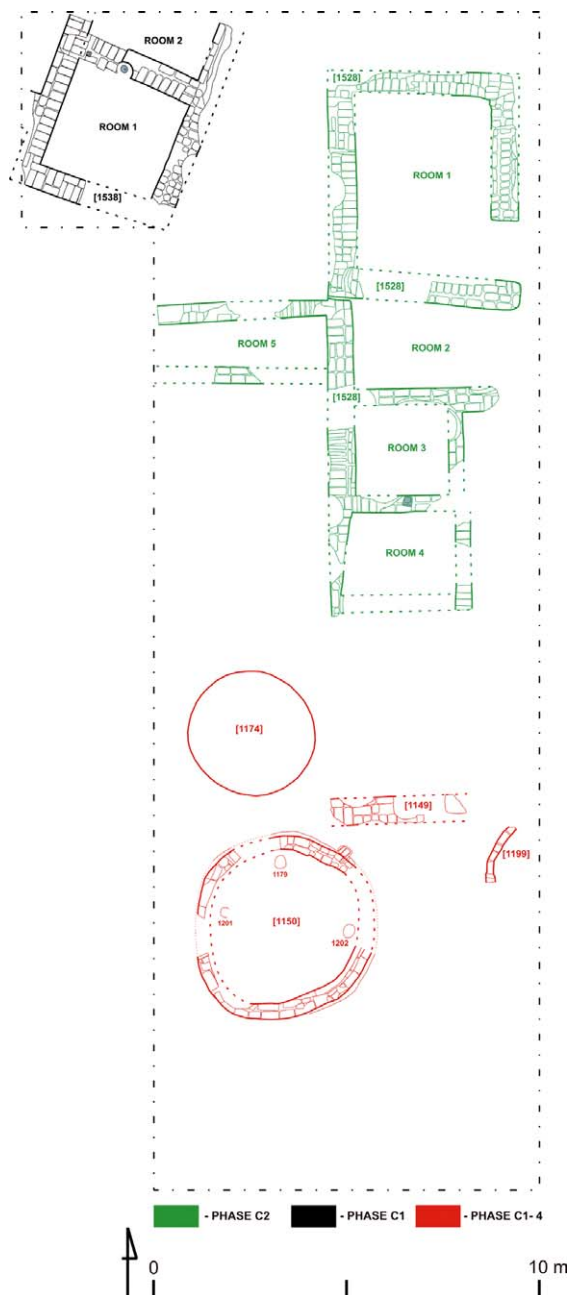 ROOM 2
ROOM 1
[1538]
[1528]
ROOM 1
[1528]
ROOM 5
ROOM 2
[1528]
ROOM 3
ROOM 4
[1174]
[1149]
[1199]
1179
1201
[1150]
1202
- PHASE C2
- PHASE C1
- PHASE C1- 4
0
10 m